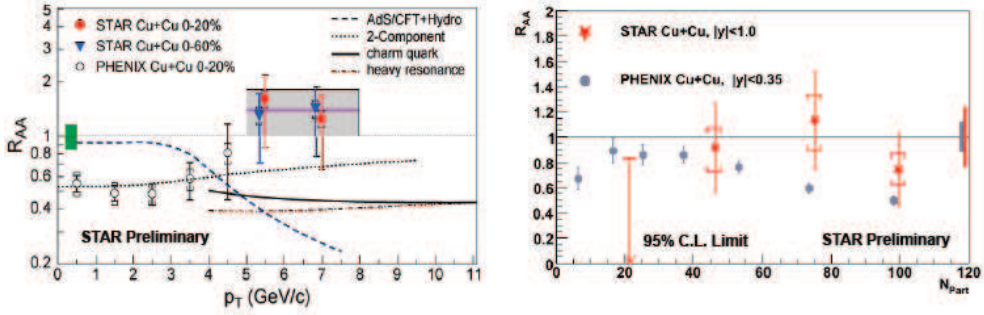 R_AA
5
4
3
2
1
0.8
0.6
0.4
0.2
STAR Cu+Cu 0-20%
STAR Cu+Cu 0-60%
PHENIX Cu+Cu 0-20%
AdS/CFT+Hydro
2-Component
charm quark
heavy resonance
STAR Preliminary
0 1 2 3 4 5 6 7 8 9 10 11
p_T (GeV/c)
R_AA
2
1.8
1.6
1.4
1.2
1
0.8
0.6
0.4
0.2
0
STAR Cu+Cu, |y|<1.0
PHENIX Cu+Cu, |y|<0.35
95% C.L. Limit
STAR Preliminary
0 20 40 60 80 100 120
N_Part